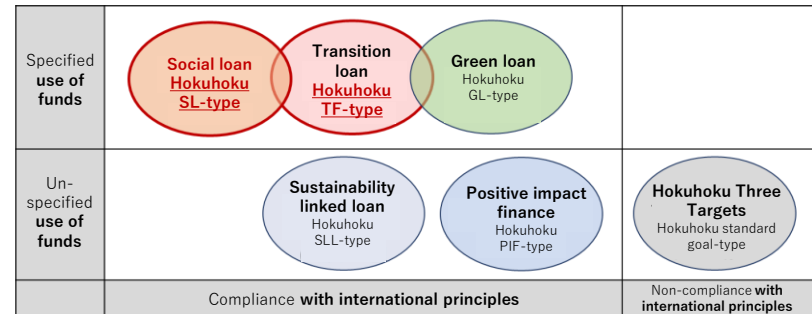 Specified
use of
funds
Social loan
Hokuhoku
SL-type
Transition
loan
Hokuhoku
TF-type
Green loan
Hokuhoku
GL-type
Un-
specified
use of
funds
Sustainability
linked loan
Hokuhoku
SLL-type
Positive impact
finance
Hokuhoku
PIF-type
Hokuhoku Three
Targets
Hokuhoku standard
goal-type
Compliance with international principles
Non-compliance with
international principles